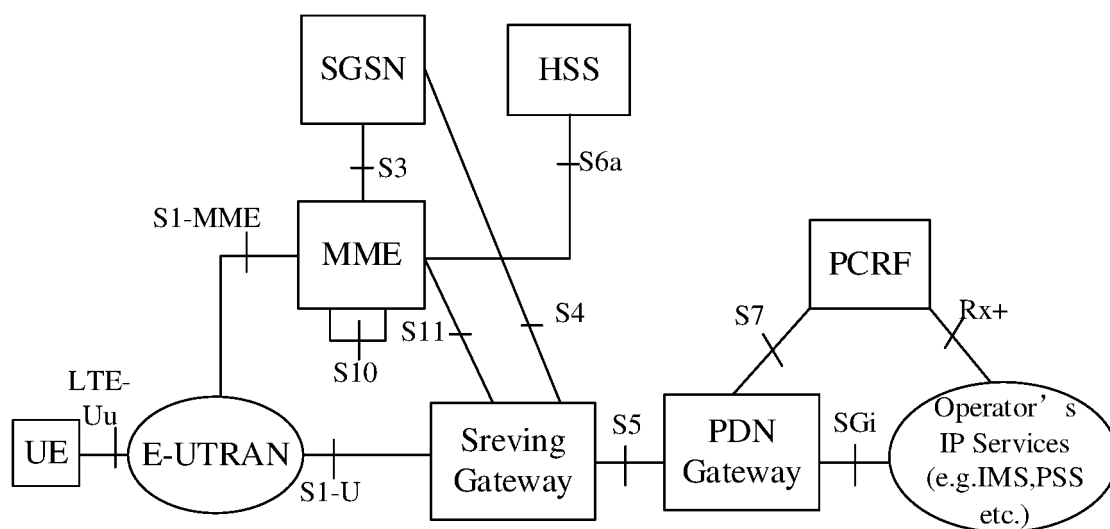 SGSN
HSS
S3
S6a
S1-MME
MME
PCRF
S11
S4
S7
Rx+
S10
LTE-
Uu
UE
E-UTRAN
S1-U
Sreving
Gateway
S5
PDN
Gateway
SGi
Operator’s
IP Services
(e.g.IMS,PSS
etc.)